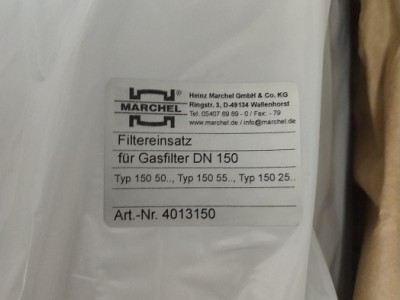 MARCHEL
Heinz Marchel GmbH & Co. KG
Ringstr. 3, D-49134 Wallenhorst
Tel. 05407 89 89 - 0 / Fax: - 79
www.marchel.de / info@marchel.de
Filtereinsatz
für Gasfilter DN 150
Typ 150 50.., Typ 150 55.., Typ 150 25..
Art.-Nr. 4013150